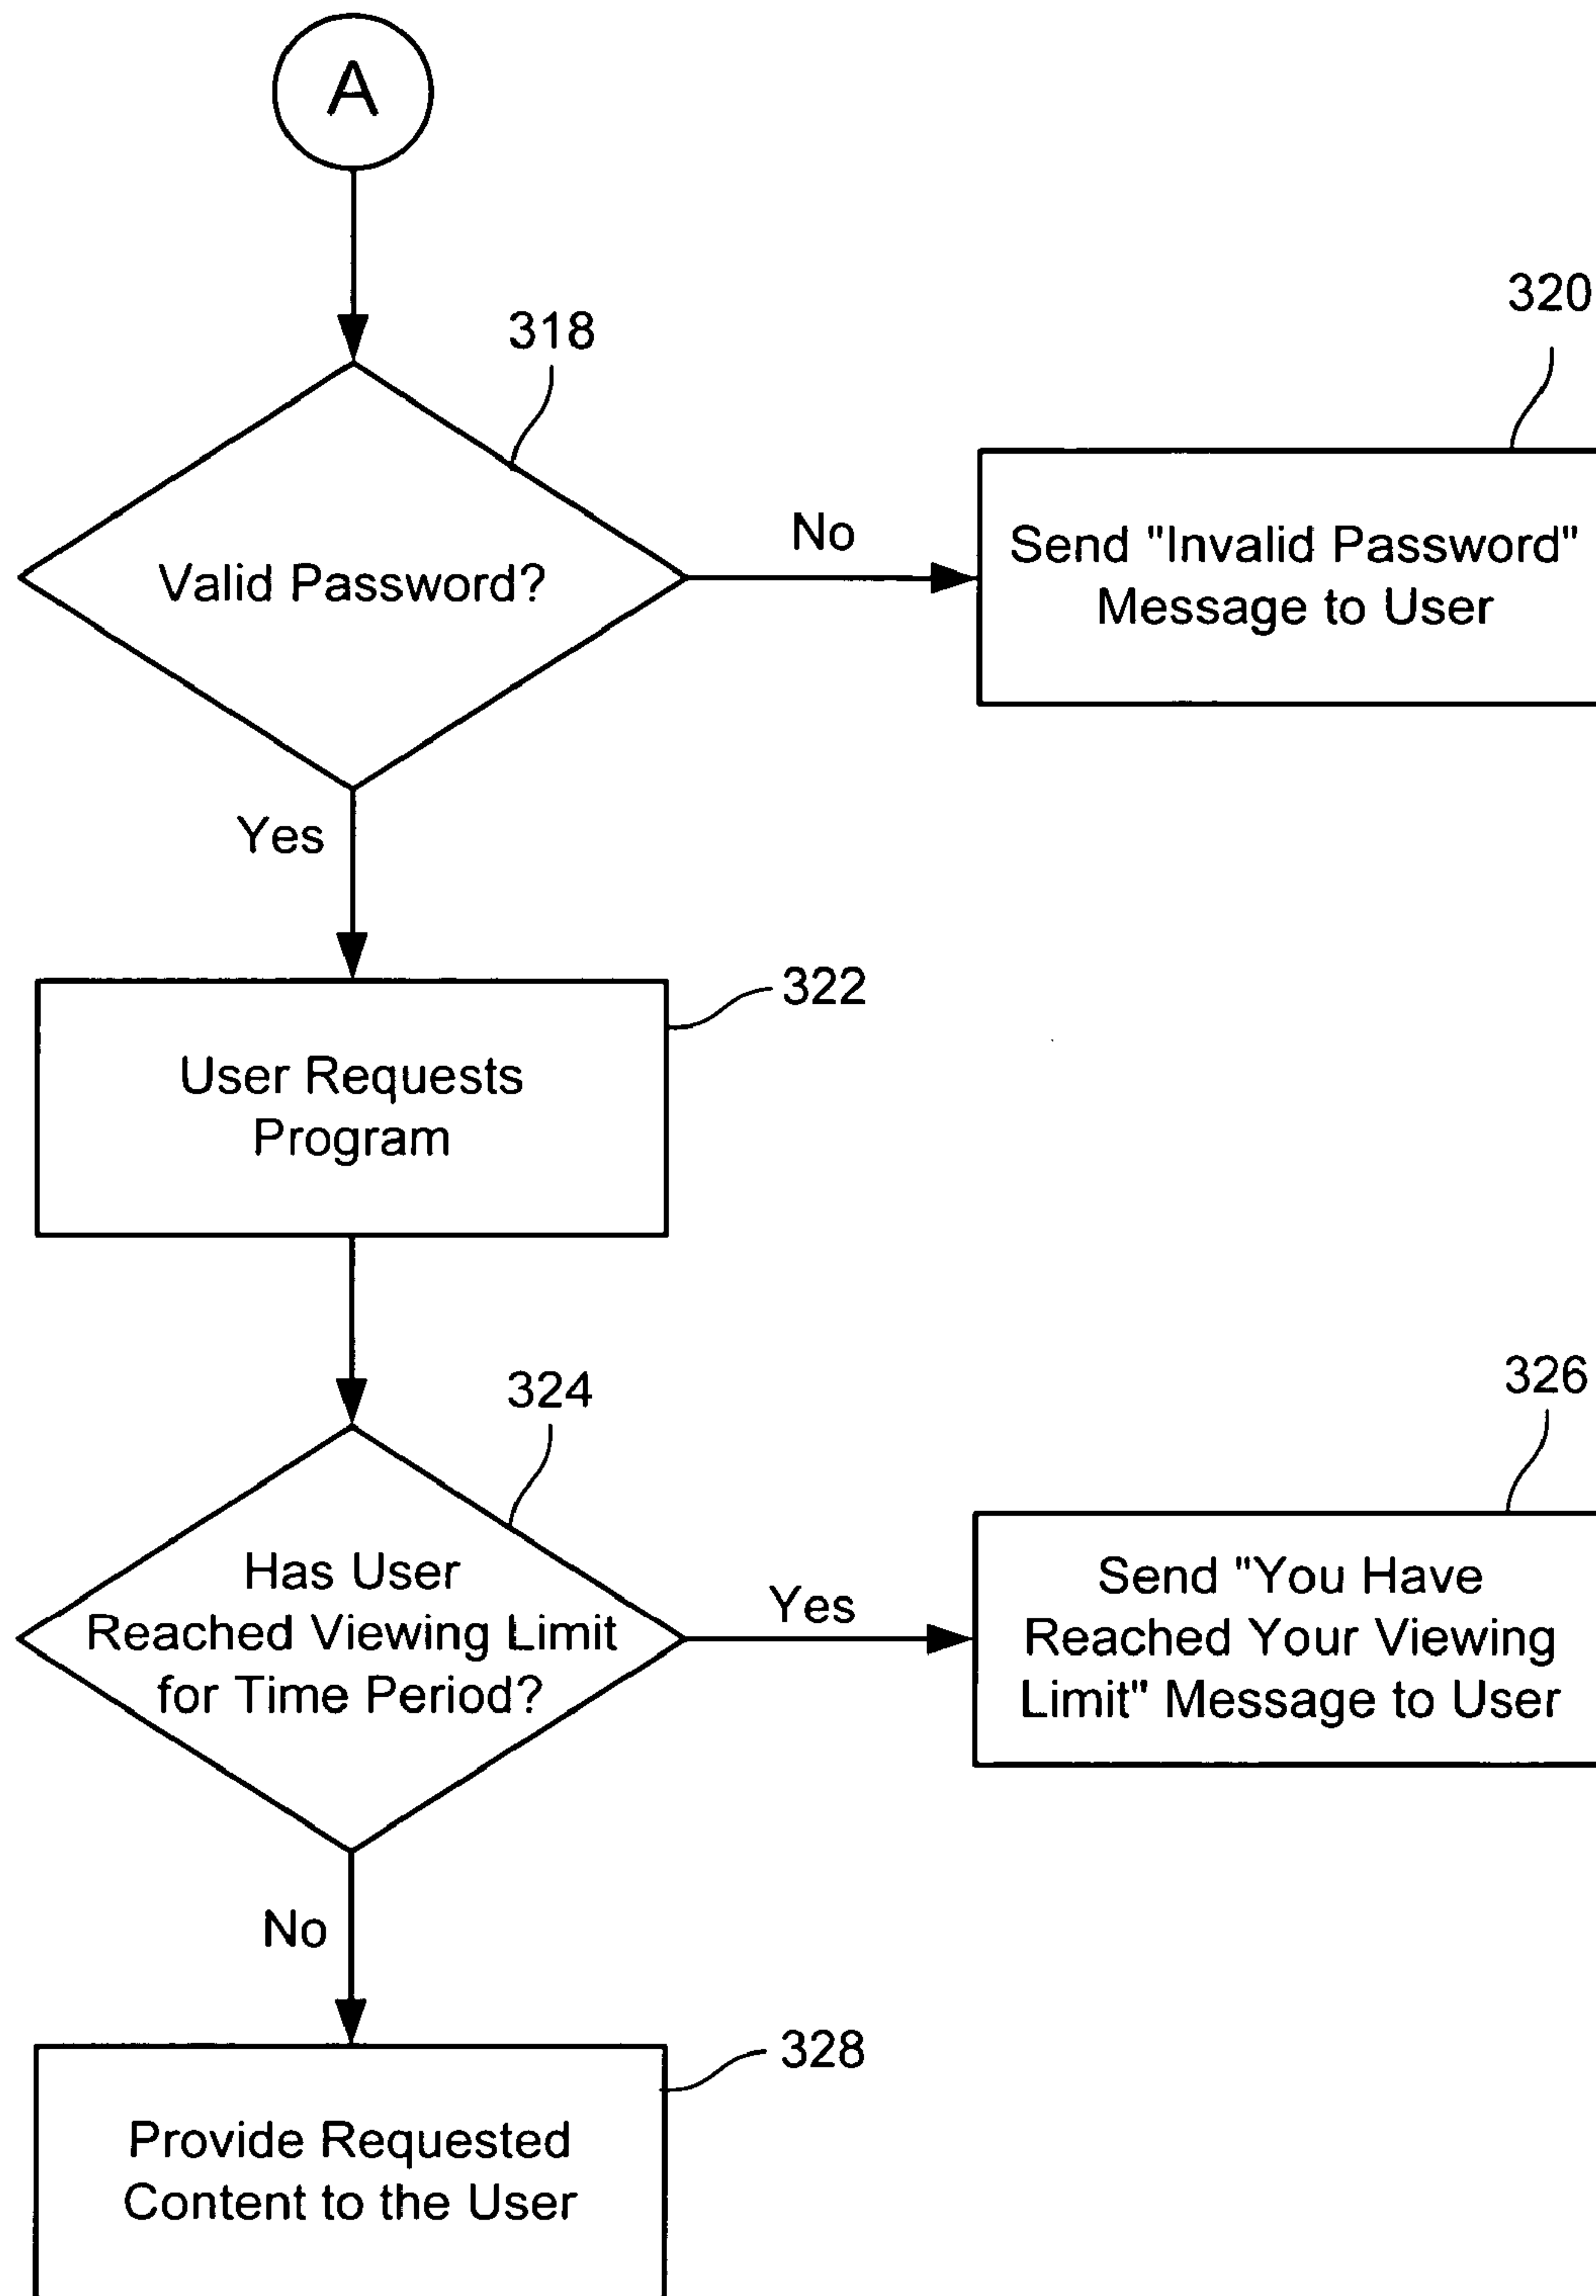 A
318
320
Valid Password?
No
Send "Invalid Password"
Message to User
Yes
322
User Requests
Program
324
326
Has User
Reached Viewing Limit
for Time Period?
Yes
Send "You Have
Reached Your Viewing
Limit" Message to User
No
328
Provide Requested
Content to the User